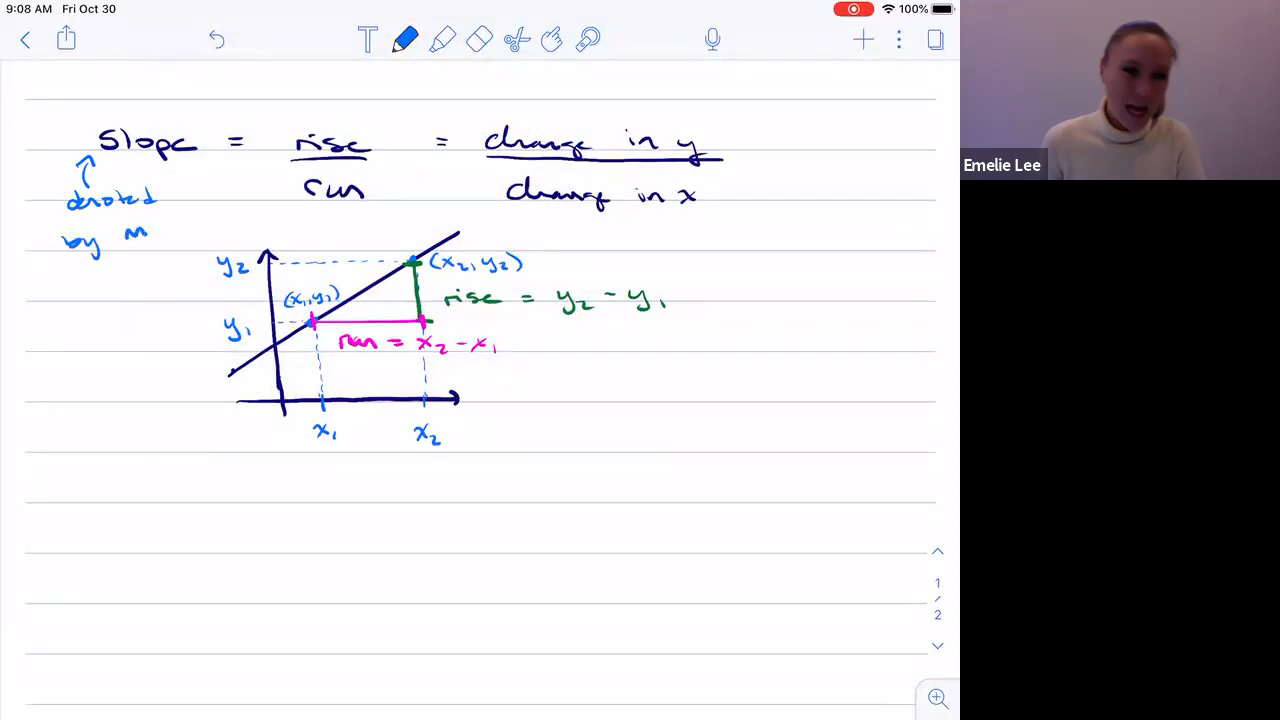 9:08 AM Fri Oct 30
100%
T
Emelie Lee
slope = rise/run = change in y/change in x
denoted
by m
y₂
(x₂, y₂)
(x₁, y₁)
rise = y₂ - y₁
y₁
run = x₂ - x₁
x₁
x₂
1
/
2